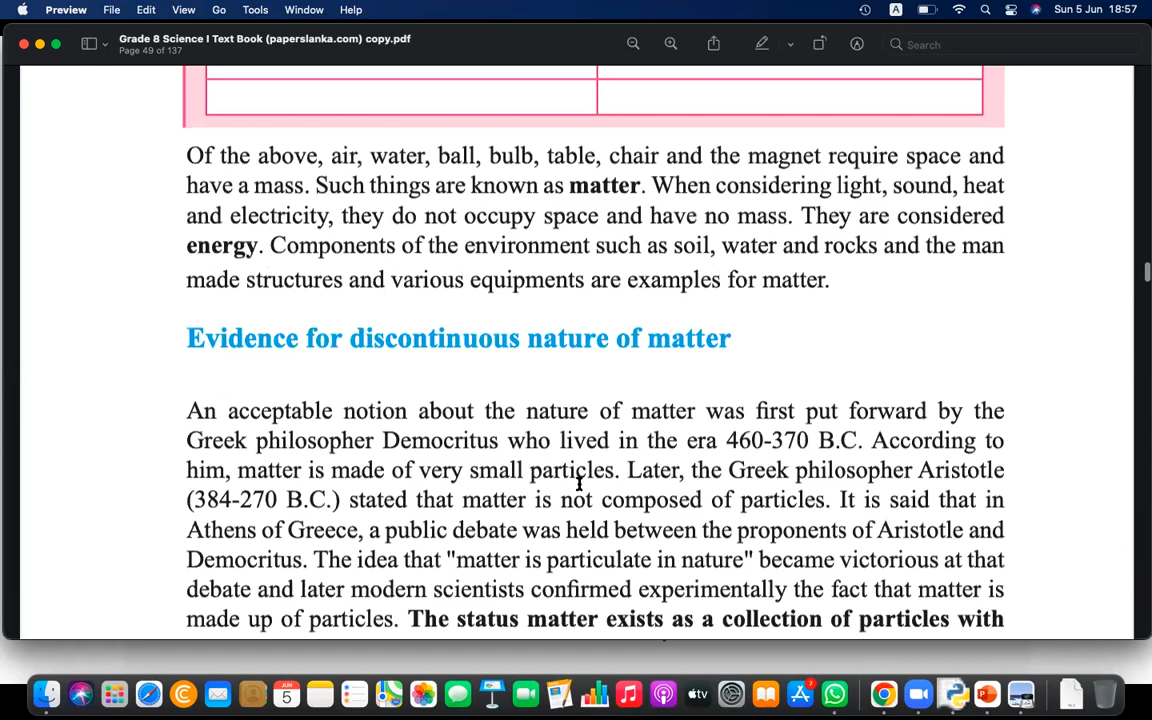 Preview File Edit View Go Tools Window Help A Sun 5 Jun 18:57
Grade 8 Science I Text Book (paperslanka.com) copy.pdf
Page 49 of 137
Search
Of the above, air, water, ball, bulb, table, chair and the magnet require space and
have a mass. Such things are known as matter. When considering light, sound, heat
and electricity, they do not occupy space and have no mass. They are considered
energy. Components of the environment such as soil, water and rocks and the man
made structures and various equipments are examples for matter.
Evidence for discontinuous nature of matter
An acceptable notion about the nature of matter was first put forward by the
Greek philosopher Democritus who lived in the era 460-370 B.C. According to
him, matter is made of very small particles. Later, the Greek philosopher Aristotle
(384-270 B.C.) stated that matter is not composed of particles. It is said that in
Athens of Greece, a public debate was held between the proponents of Aristotle and
Democritus. The idea that "matter is particulate in nature" became victorious at that
debate and later modern scientists confirmed experimentally the fact that matter is
made up of particles. The status matter exists as a collection of particles with
JUN
5
tv